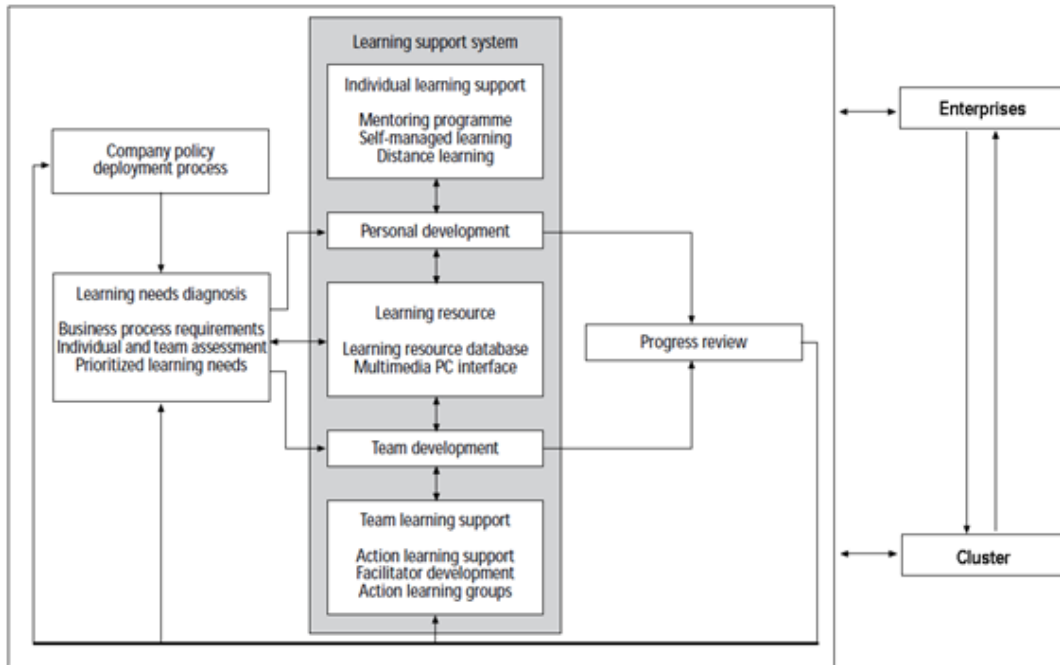 Learning support system
Individual learning support
Mentoring programme
Self-managed learning
Distance learning
Enterprises
Company policy
deployment process
Personal development
Learning needs diagnosis
Business process requirements
Individual and team assessment
Prioritized learning needs
Learning resource
Learning resource database
Multimedia PC interface
Progress review
Team development
Team learning support
Action learning support
Facilitator development
Action learning groups
Cluster